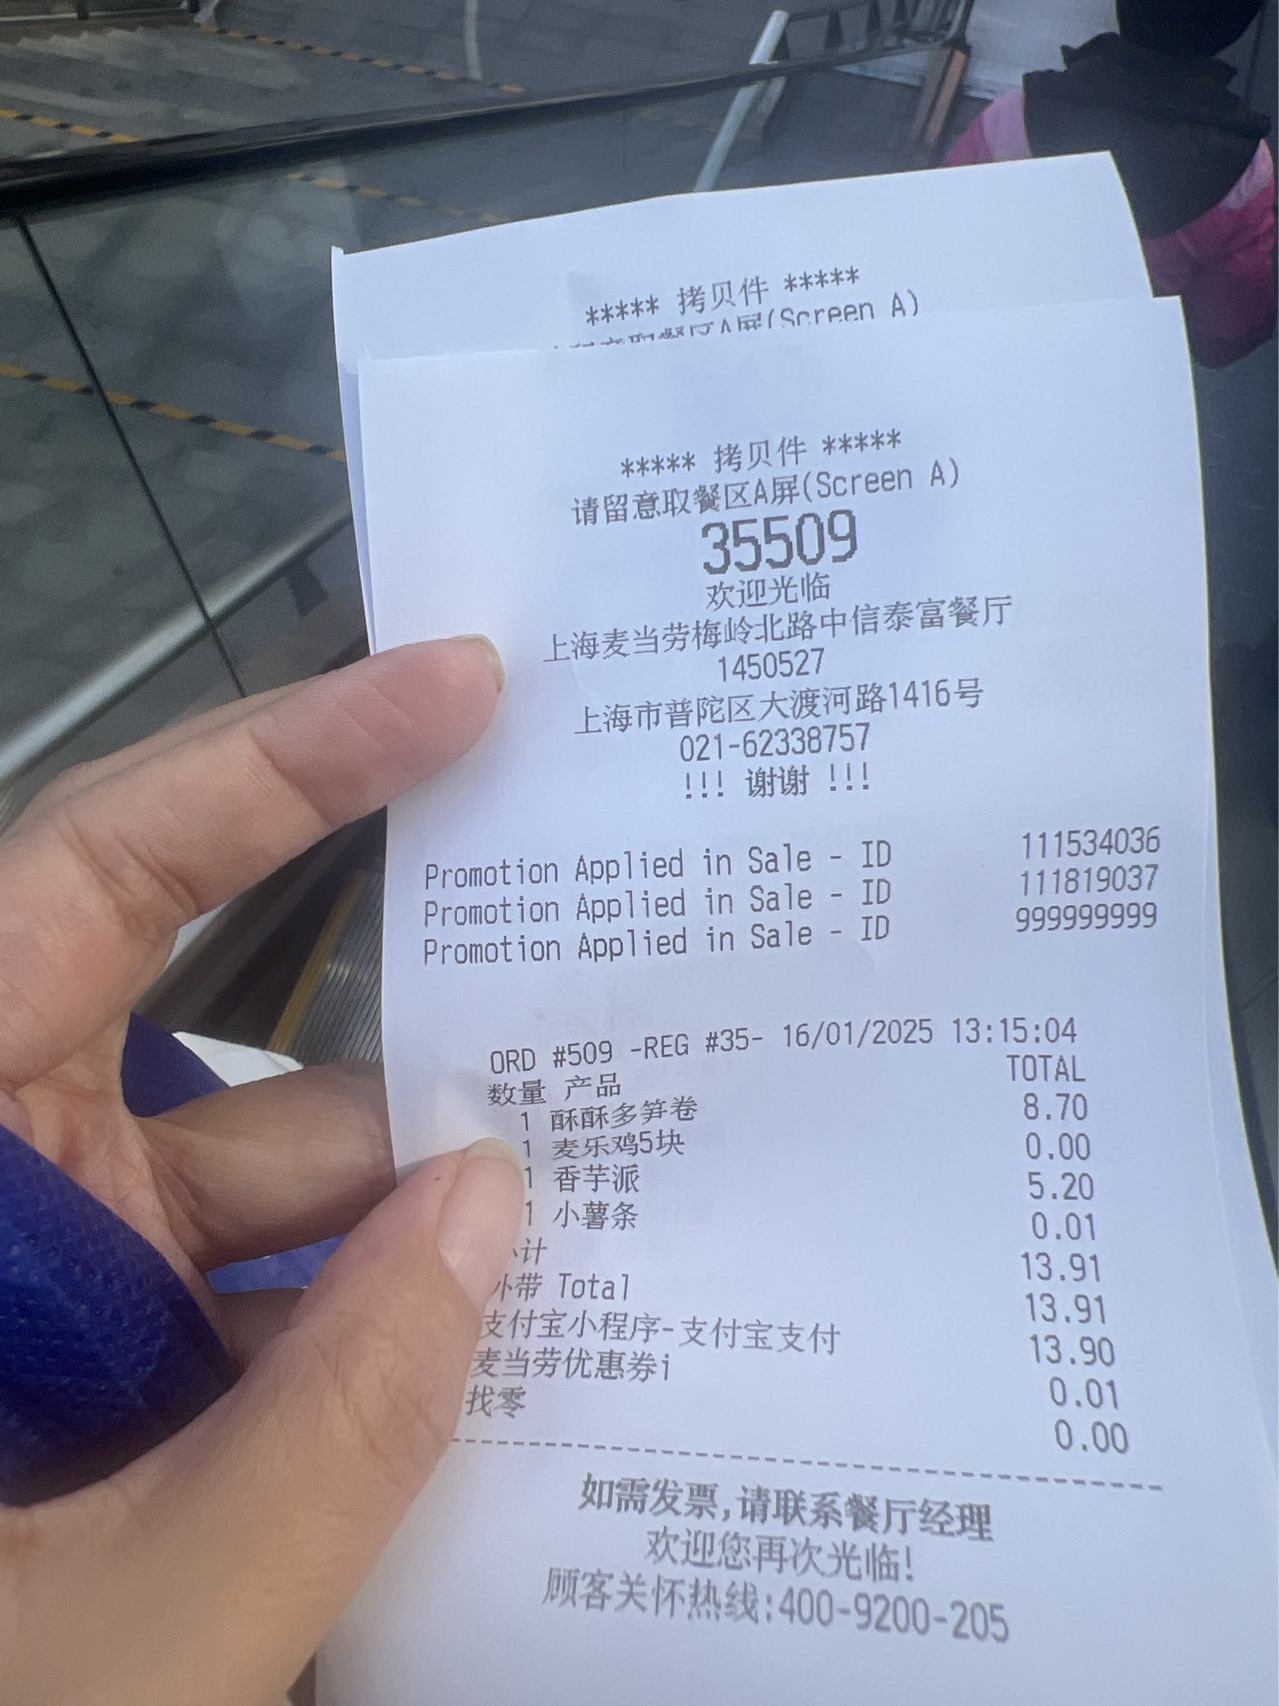 ***** 拷贝件 *****
(Screen A)
***** 拷贝件 *****
请留意取餐区A屏(Screen A)
35509
欢迎光临
上海麦当劳梅岭北路中信泰富餐厅
1450527
上海市普陀区大渡河路1416号
021-62338757
!!! 谢谢 !!!
Promotion Applied in Sale - ID 111534036
Promotion Applied in Sale - ID 111819037
Promotion Applied in Sale - ID 999999999
ORD #509 -REG #35- 16/01/2025 13:15:04
数量 产品 TOTAL
1 酥酥多笋卷 8.70
1 麦乐鸡5块 0.00
1 香芋派 5.20
1 小薯条 0.01
小计 13.91
外带 Total 13.91
支付宝小程序-支付宝支付 13.90
麦当劳优惠券i 0.01
找零 0.00
如需发票,请联系餐厅经理
欢迎您再次光临!
顾客关怀热线:400-9200-205